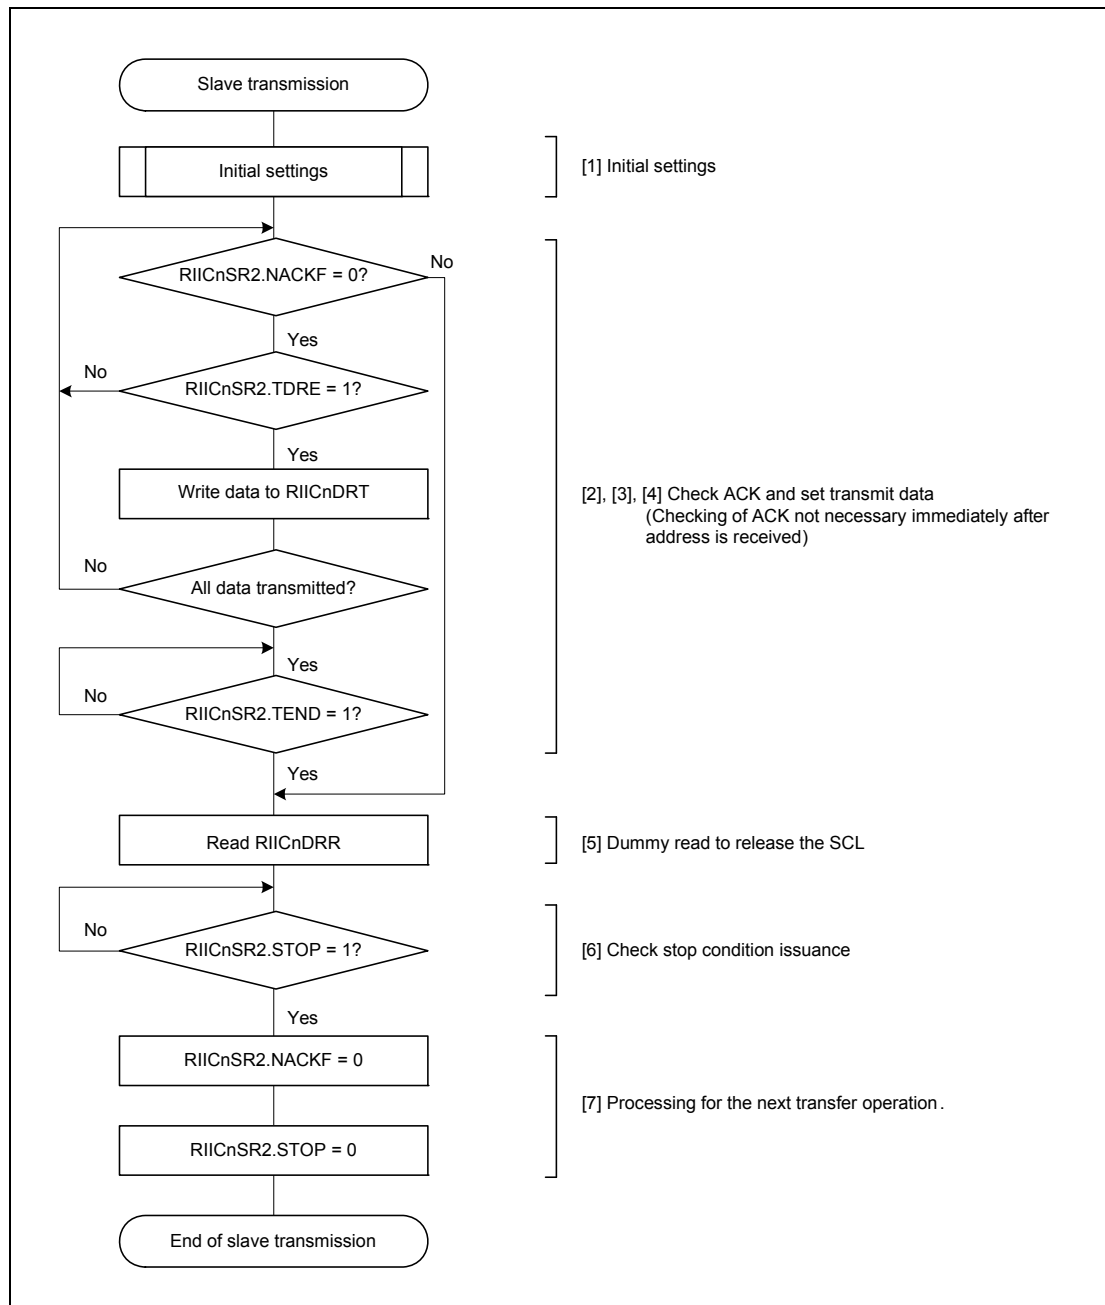 Slave transmission
Initial settings
[1] Initial settings
RIICnSR2.NACKF = 0?
No
Yes
No
RIICnSR2.TDRE = 1?
Yes
Write data to RIICnDRT
[2], [3], [4] Check ACK and set transmit data
(Checking of ACK not necessary immediately after
address is received)
No
All data transmitted?
Yes
No
RIICnSR2.TEND = 1?
Yes
Read RIICnDRR
[5] Dummy read to release the SCL
No
RIICnSR2.STOP = 1?
[6] Check stop condition issuance
Yes
RIICnSR2.NACKF = 0
[7] Processing for the next transfer operation.
RIICnSR2.STOP = 0
End of slave transmission